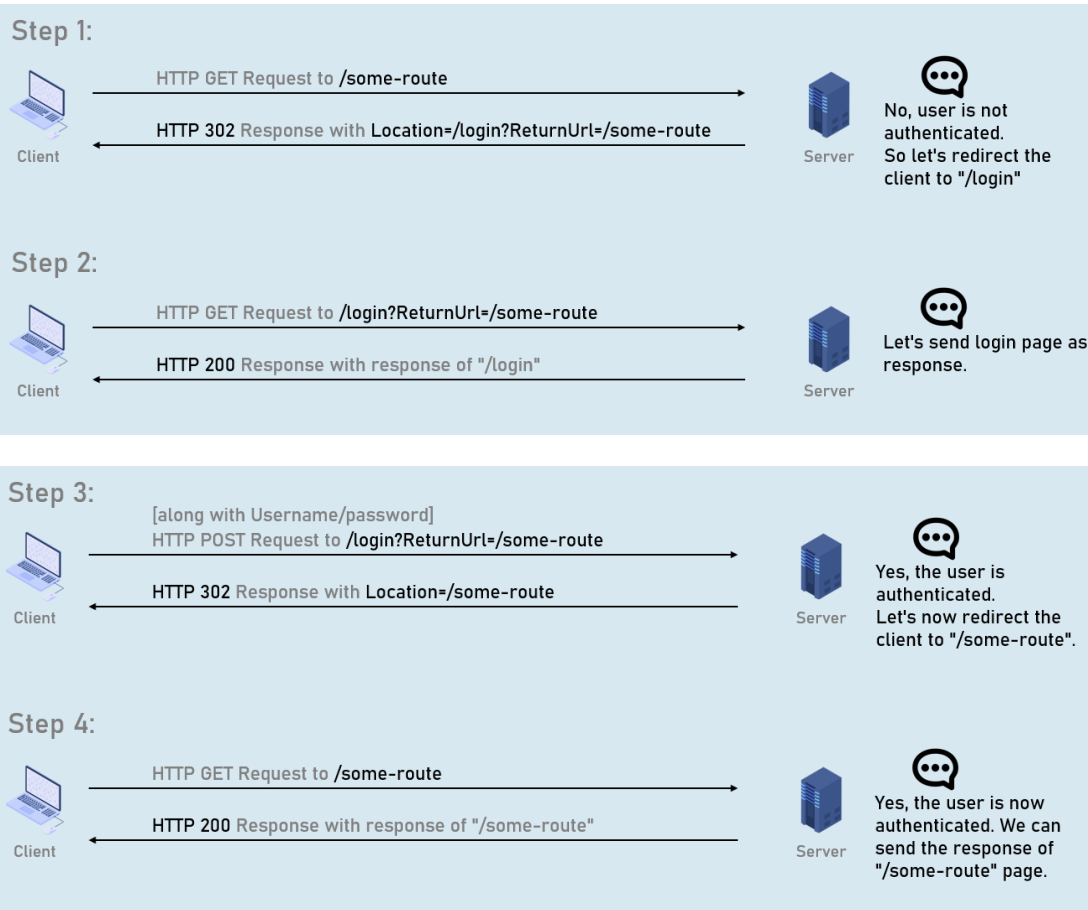 Step 1:
HTTP GET Request to /some-route
HTTP 302 Response with Location=/login?ReturnUrl=/some-route
Client
Server
No, user is not
authenticated.
So let's redirect the
client to "/login"
Step 2:
HTTP GET Request to /login?ReturnUrl=/some-route
HTTP 200 Response with response of "/login"
Client
Server
Let's send login page as
response.
Step 3:
[along with Username/password]
HTTP POST Request to /login?ReturnUrl=/some-route
HTTP 302 Response with Location=/some-route
Client
Server
Yes, the user is
authenticated.
Let's now redirect the
client to "/some-route".
Step 4:
HTTP GET Request to /some-route
HTTP 200 Response with response of "/some-route"
Client
Server
Yes, the user is now
authenticated. We can
send the response of
"/some-route" page.